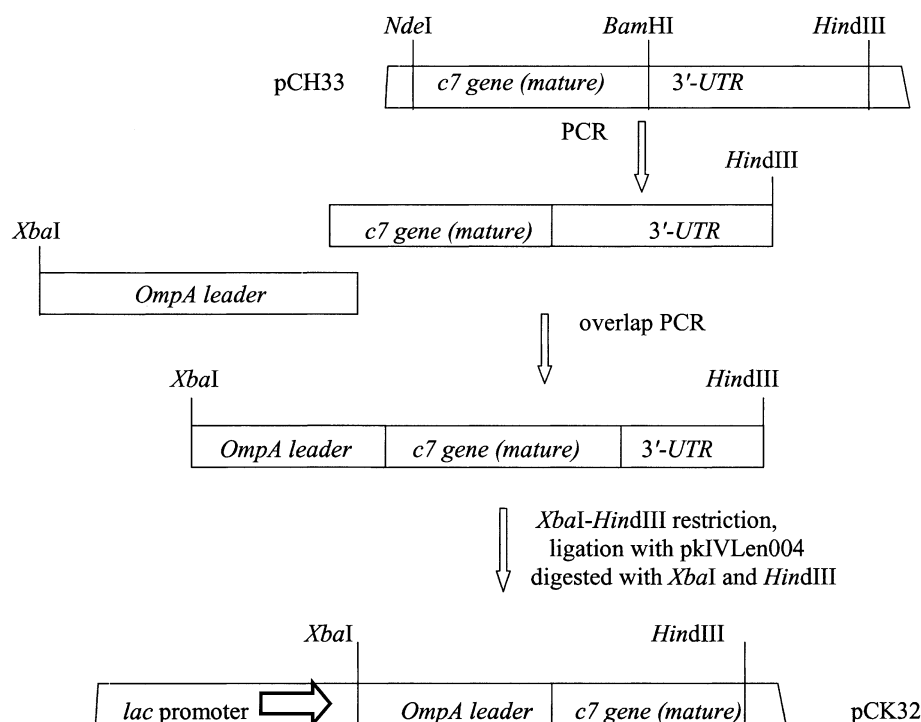 NdeI BamHI HindIII
pCH33 c7 gene (mature) 3'-UTR
PCR
HindIII
c7 gene (mature) 3'-UTR
XbaI
OmpA leader
overlap PCR
XbaI HindIII
OmpA leader c7 gene (mature) 3'-UTR
XbaI-HindIII restriction,
ligation with pkIVLen004
digested with XbaI and HindIII
XbaI HindIII
lac promoter OmpA leader c7 gene (mature) pCK32